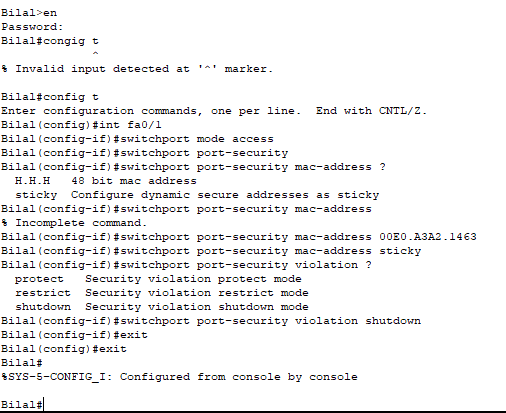 Bilal>en
Password:
Bilal#congig t
^
% Invalid input detected at '^' marker.
Bilal#config t
Enter configuration commands, one per line.  End with CNTL/Z.
Bilal(config)#int fa0/1
Bilal(config-if)#switchport mode access
Bilal(config-if)#switchport port-security
Bilal(config-if)#switchport port-security mac-address ?
  H.H.H   48 bit mac address
  sticky  Configure dynamic secure addresses as sticky
Bilal(config-if)#switchport port-security mac-address
% Incomplete command.
Bilal(config-if)#switchport port-security mac-address 00E0.A3A2.1463
Bilal(config-if)#switchport port-security mac-address sticky
Bilal(config-if)#switchport port-security violation ?
  protect   Security violation protect mode
  restrict  Security violation restrict mode
  shutdown  Security violation shutdown mode
Bilal(config-if)#switchport port-security violation shutdown
Bilal(config-if)#exit
Bilal(config)#exit
Bilal#
%SYS-5-CONFIG_I: Configured from console by console
Bilal#